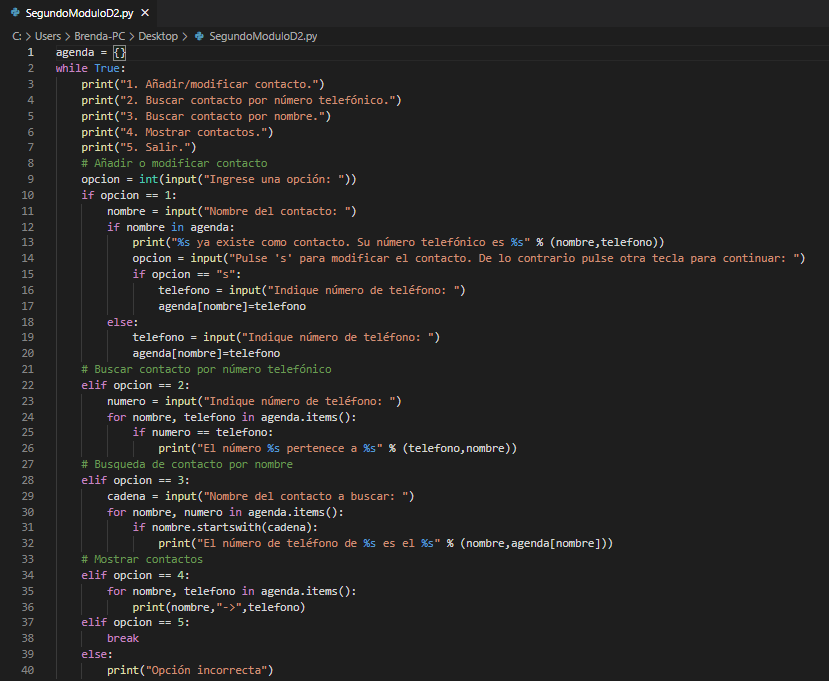 SegundoModuloD2.py ×
C: > Users > Brenda-PC > Desktop > SegundoModuloD2.py
1 agenda = {}
2 while True:
3     print("1. Añadir/modificar contacto.")
4     print("2. Buscar contacto por número telefónico.")
5     print("3. Buscar contacto por nombre.")
6     print("4. Mostrar contactos.")
7     print("5. Salir.")
8     # Añadir o modificar contacto
9     opcion = int(input("Ingrese una opción: "))
10     if opcion == 1:
11         nombre = input("Nombre del contacto: ")
12         if nombre in agenda:
13             print("%s ya existe como contacto. Su número telefónico es %s" % (nombre,telefono))
14             opcion = input("Pulse 's' para modificar el contacto. De lo contrario pulse otra tecla para continuar: ")
15             if opcion == "s":
16                 telefono = input("Indique número de teléfono: ")
17                 agenda[nombre]=telefono
18         else:
19             telefono = input("Indique número de teléfono: ")
20             agenda[nombre]=telefono
21     # Buscar contacto por número telefónico
22     elif opcion == 2:
23         numero = input("Indique número de teléfono: ")
24         for nombre, telefono in agenda.items():
25             if numero == telefono:
26                 print("El número %s pertenece a %s" % (telefono,nombre))
27     # Busqueda de contacto por nombre
28     elif opcion == 3:
29         cadena = input("Nombre del contacto a buscar: ")
30         for nombre, numero in agenda.items():
31             if nombre.startswith(cadena):
32                 print("El número de teléfono de %s es el %s" % (nombre,agenda[nombre]))
33     # Mostrar contactos
34     elif opcion == 4:
35         for nombre, telefono in agenda.items():
36             print(nombre,"->",telefono)
37     elif opcion == 5:
38         break
39     else:
40         print("Opción incorrecta")